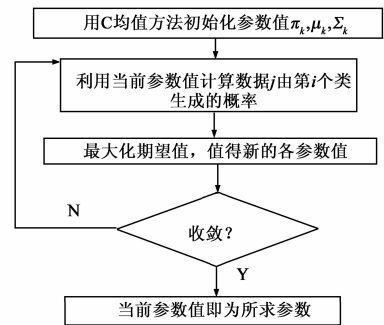 用C均值方法初始化参数值πk,μk,Σk
利用当前参数值计算数据j由第i个类
生成的概率
最大化期望值，值得新的各参数值
N
收敛？
Y
当前参数值即为所求参数